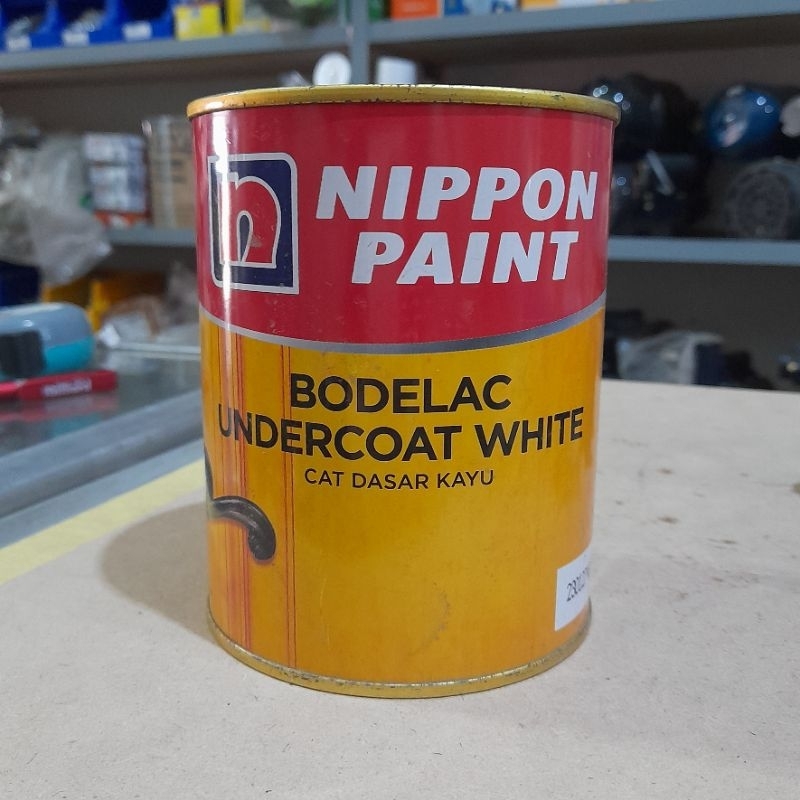 n
NIPPON
PAINT
BODELAC
UNDERCOAT WHITE
CAT DASAR KAYU